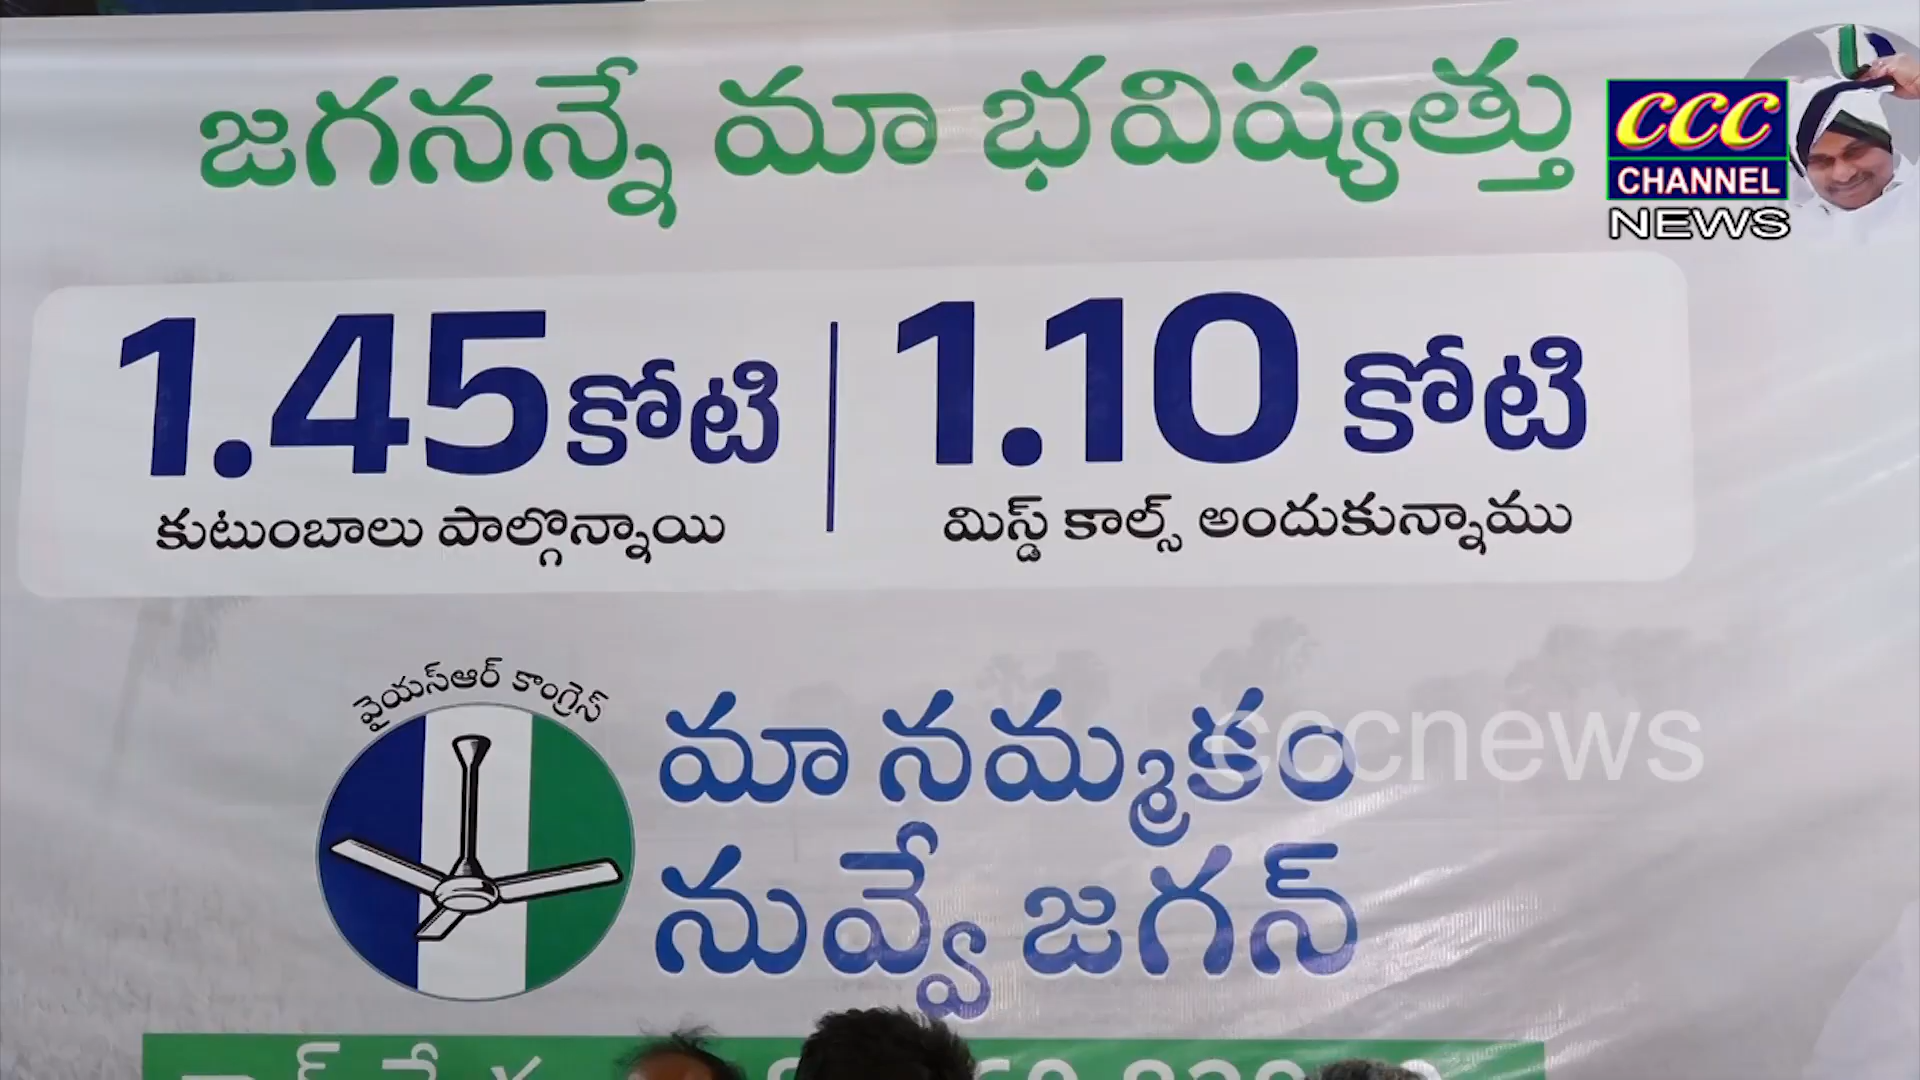 జగనన్నే మా భవిష్యత్తు
CCC
CHANNEL
NEWS
1.45 కోటి
కుటుంబాలు పాల్గొన్నాయి
1.10 కోటి
మిస్డ్ కాల్స్ అందుకున్నాము
వైయస్ఆర్ కాంగ్రెస్
మా నమ్మకం
నువ్వే జగన్
cccnews